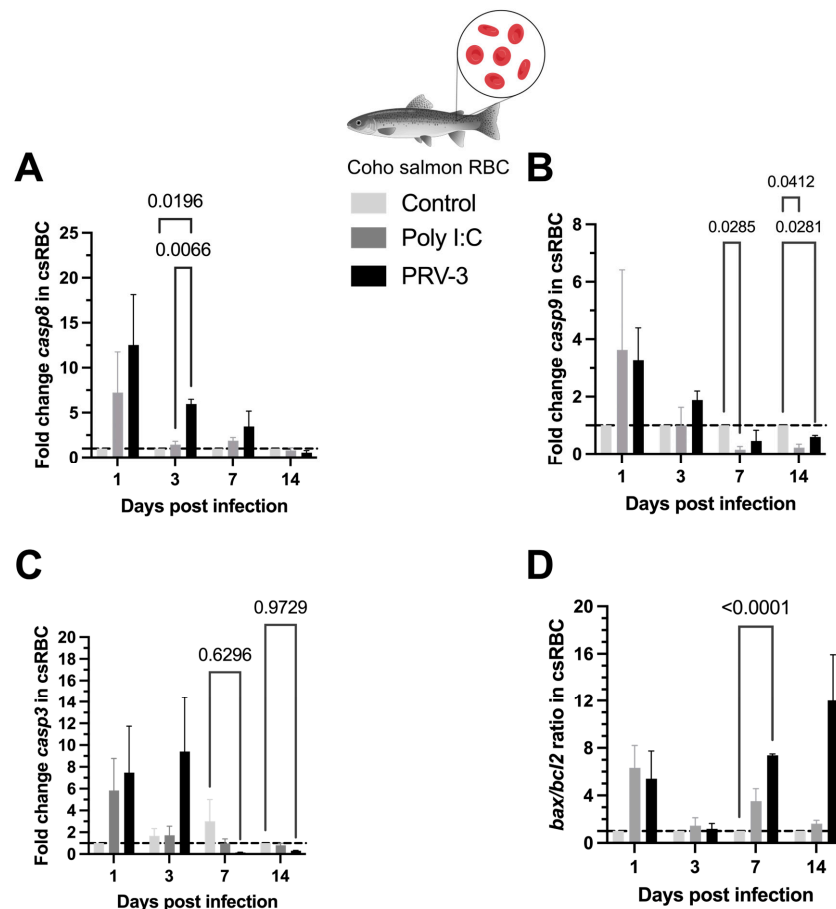 Coho salmon RBC
Control
Poly I:C
PRV-3
A
0.0196
0.0066
25
20
15
10
5
0
Fold change casp8 in csRBC
1 3 7 14
Days post infection
B
0.0412
0.0285 0.0281
8
6
4
2
0
Fold change casp9 in csRBC
1 3 7 14
Days post infection
C
0.9729
0.6296
20
18
16
14
12
10
8
6
4
2
0
Fold change casp3 in csRBC
1 3 7 14
Days post infection
D
<0.0001
20
16
12
8
4
0
bax/bcl2 ratio in csRBC
1 3 7 14
Days post infection